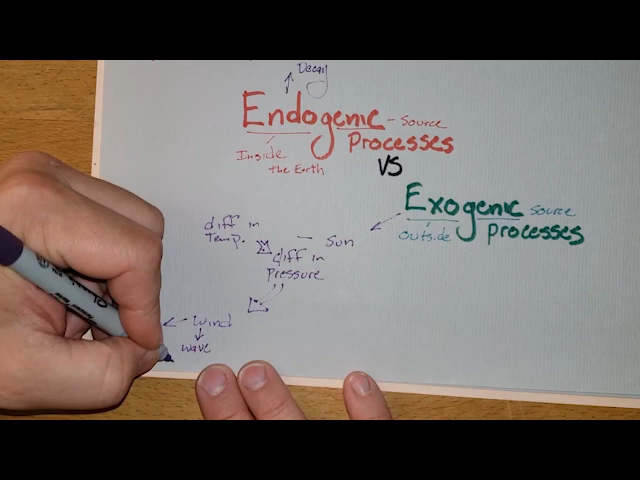 Decay
Endogenic - Source
Processes
Inside
the Earth
VS
Exogenic source
outside processes
diff in
Temp.
- Sun
diff in
pressure
Wind
wave